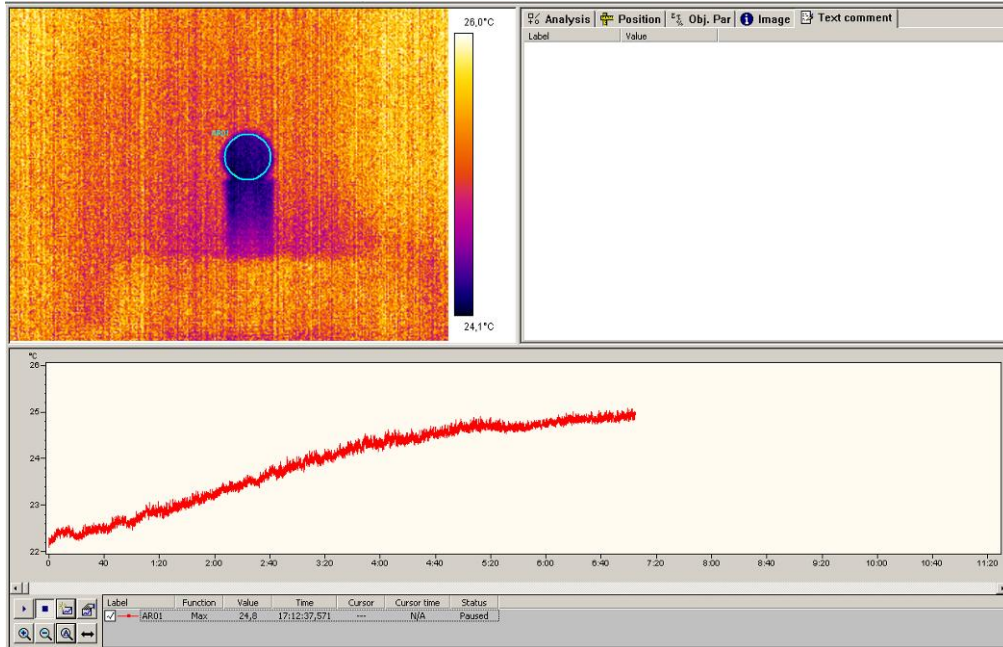 26,0°C
AR01
24,1°C
Analysis Position Obj. Par Image Text comment
Label Value
°C
26
25
24
23
22
0 40 1:20 2:00 2:40 3:20 4:00 4:40 5:20 6:00 6:40 7:20 8:00 8:40 9:20 10:00 10:40 11:20
Label Function Value Time Cursor Cursor time Status
AR01 Max 24,8 17:12:37,571 --- N/A Paused